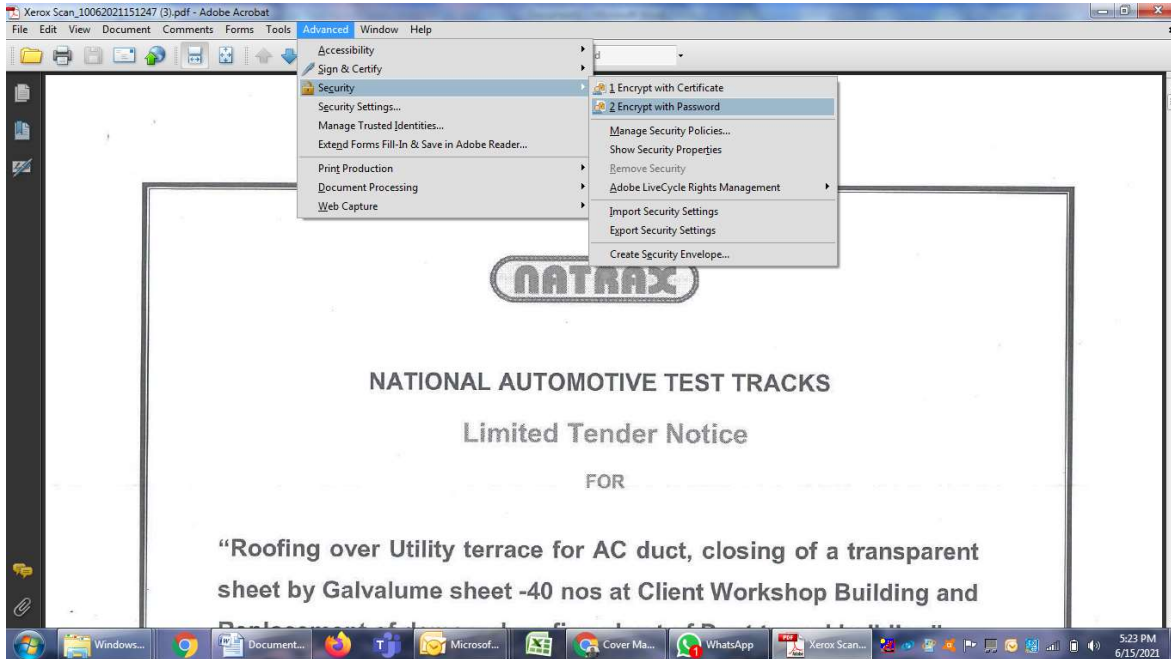 Xerox Scan_10062021151247 (3).pdf - Adobe Acrobat
File Edit View Document Comments Forms Tools Advanced Window Help
Accessibility
Sign & Certify
Security
Security Settings...
Manage Trusted Identities...
Extend Forms Fill-In & Save in Adobe Reader...
Print Production
Document Processing
Web Capture
1 Encrypt with Certificate
2 Encrypt with Password
Manage Security Policies...
Show Security Properties
Remove Security
Adobe LiveCycle Rights Management
Import Security Settings
Export Security Settings
Create Security Envelope...
NATRAX
NATIONAL AUTOMOTIVE TEST TRACKS
Limited Tender Notice
FOR
“Roofing over Utility terrace for AC duct, closing of a transparent
sheet by Galvalume sheet -40 nos at Client Workshop Building and
Windows... Document... Microsof... Cover Ma... WhatsApp Xerox Scan... 5:23 PM
6/15/2021